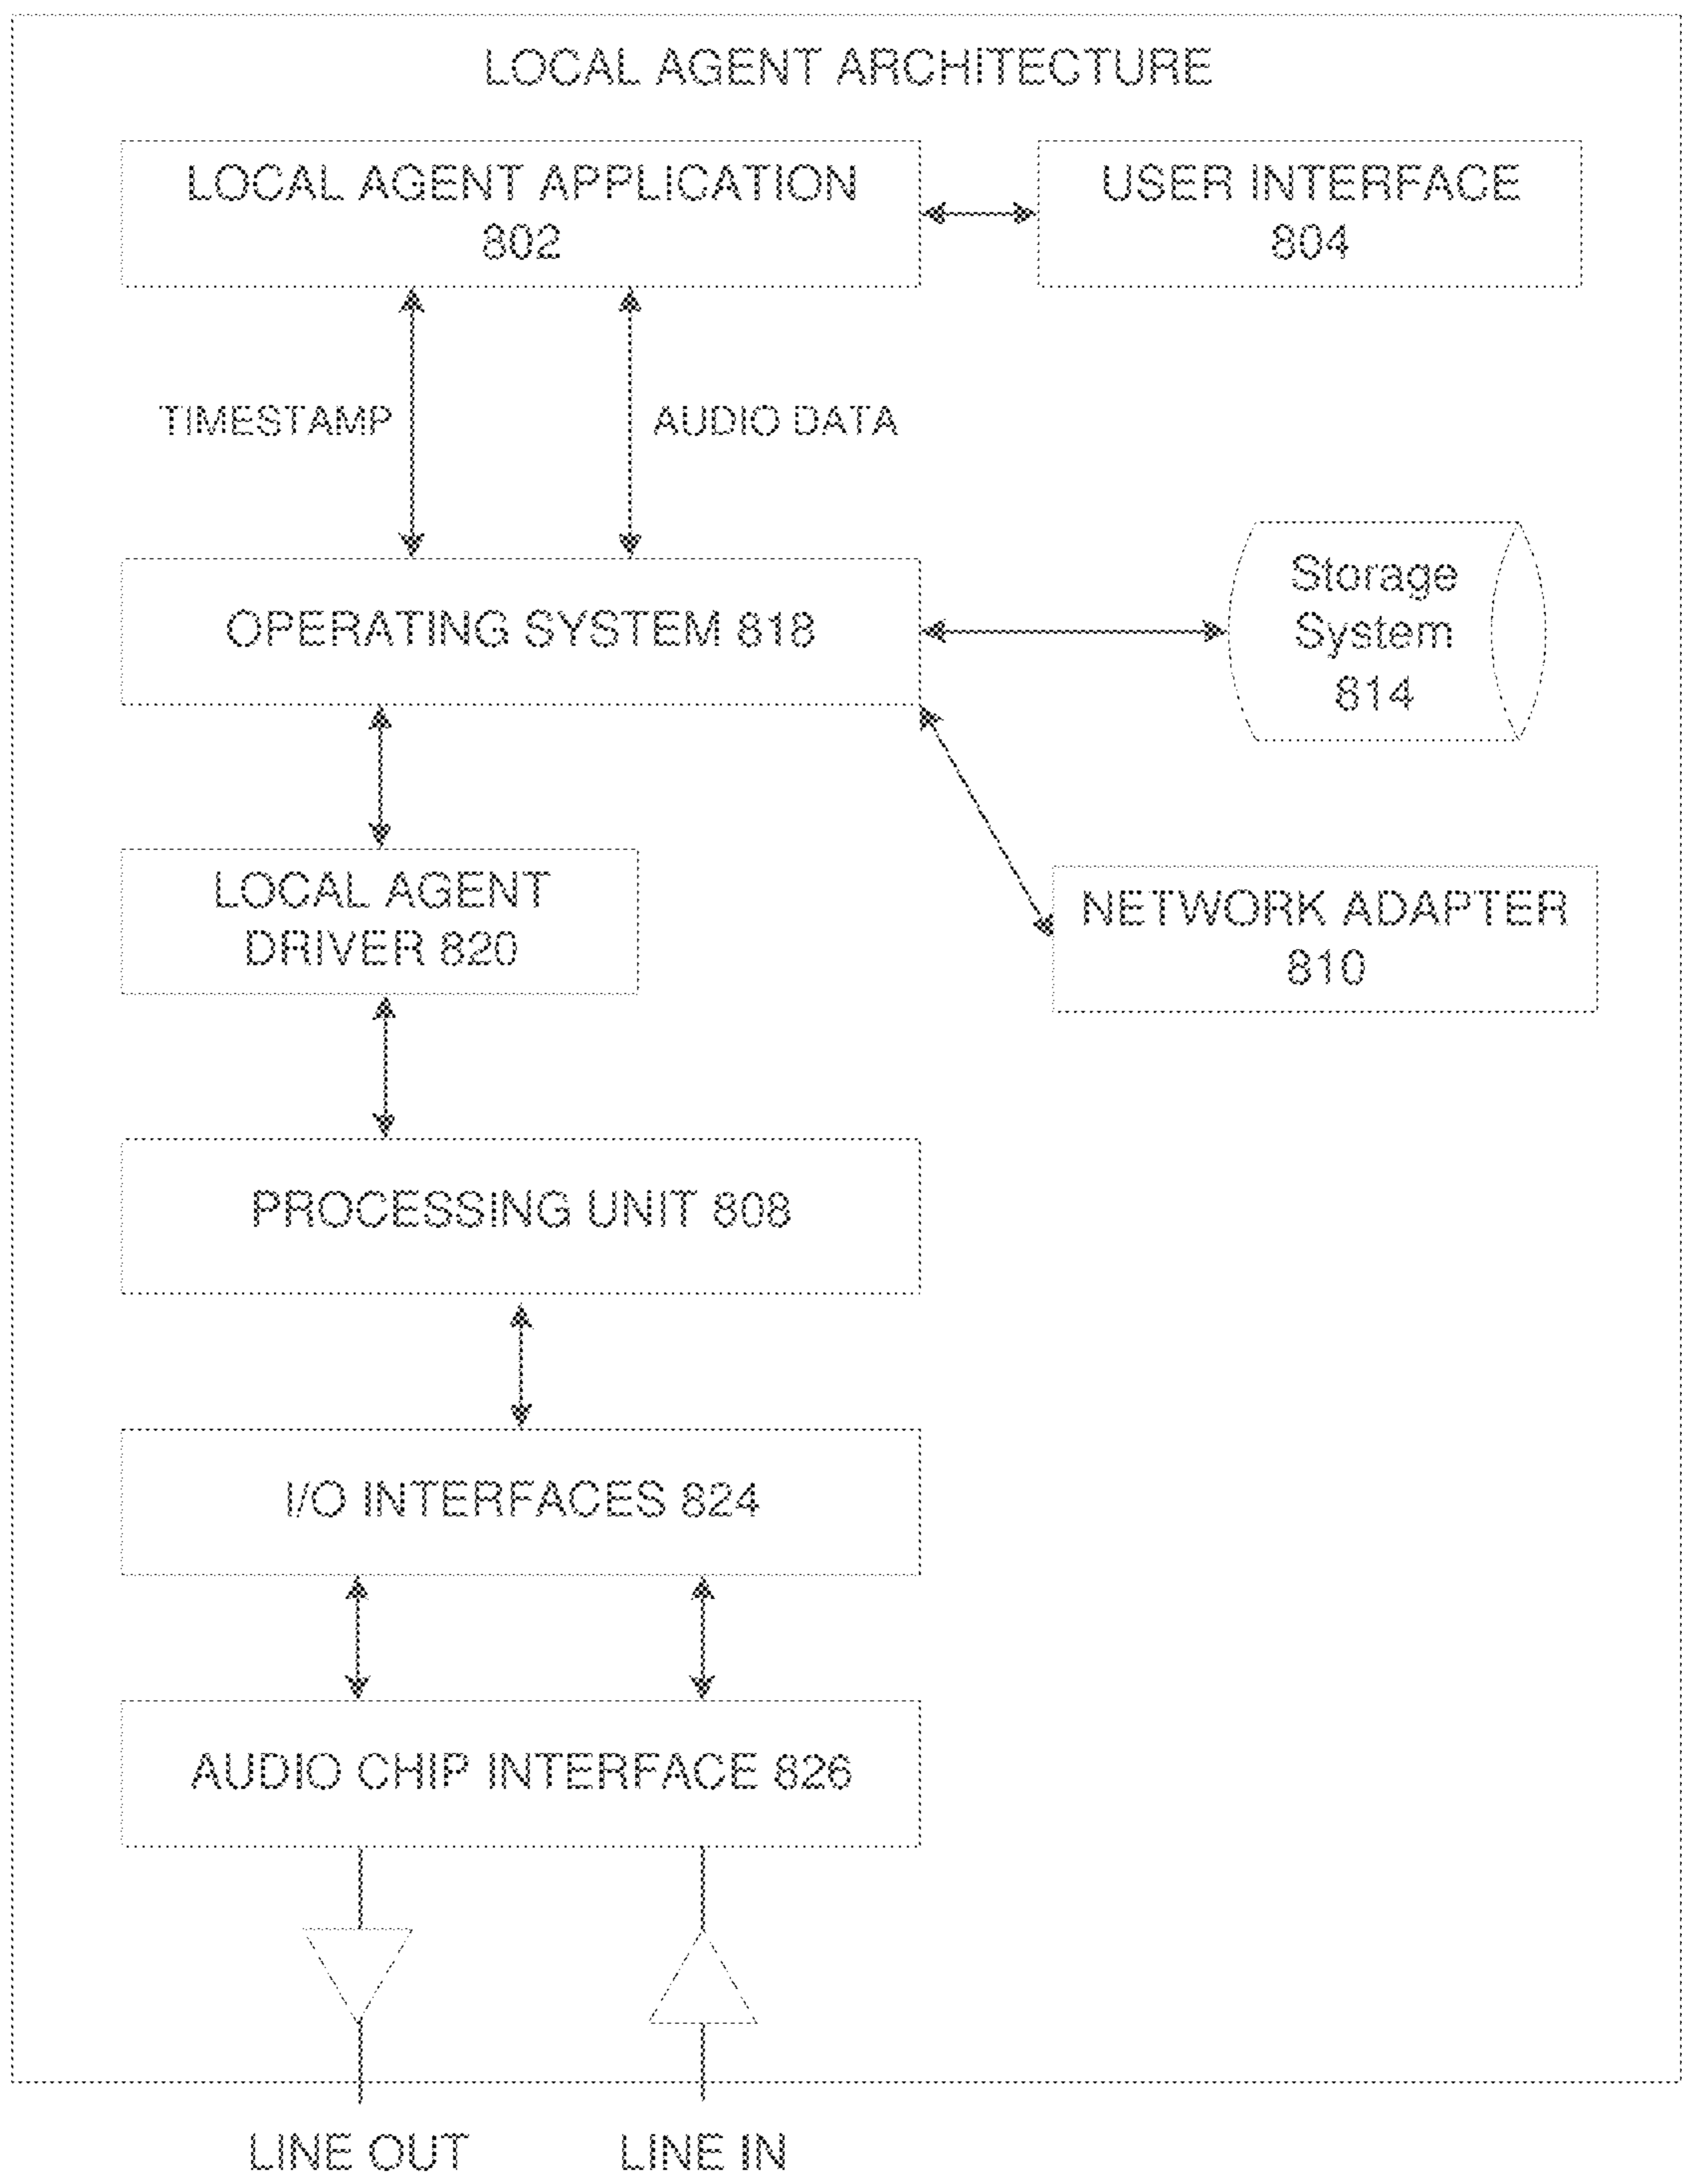 LOCAL AGENT ARCHITECTURE
LOCAL AGENT APPLICATION
802
USER INTERFACE
804
TIMESTAMP
AUDIO DATA
OPERATING SYSTEM 818
Storage
System
814
LOCAL AGENT
DRIVER 820
NETWORK ADAPTER
810
PROCESSING UNIT 808
I/O INTERFACES 824
AUDIO CHIP INTERFACE 826
LINE OUT
LINE IN